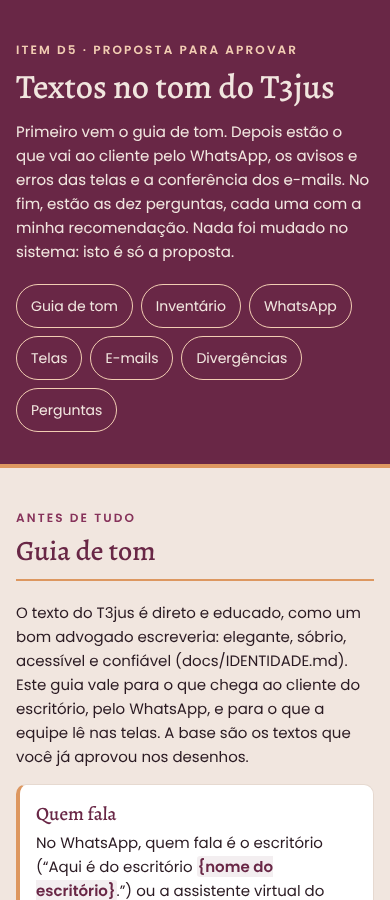 ITEM D5 · PROPOSTA PARA APROVAR
Textos no tom do T3jus
Primeiro vem o guia de tom. Depois estão o
que vai ao cliente pelo WhatsApp, os avisos e
erros das telas e a conferência dos e-mails. No
fim, estão as dez perguntas, cada uma com a
minha recomendação. Nada foi mudado no
sistema: isto é só a proposta.
Guia de tom
Inventário
WhatsApp
Telas
E-mails
Divergências
Perguntas
ANTES DE TUDO
Guia de tom
O texto do T3jus é direto e educado, como um
bom advogado escreveria: elegante, sóbrio,
acessível e confiável (docs/IDENTIDADE.md).
Este guia vale para o que chega ao cliente do
escritório, pelo WhatsApp, e para o que a
equipe lê nas telas. A base são os textos que
você já aprovou nos desenhos.
Quem fala
No WhatsApp, quem fala é o escritório
(“Aqui é do escritório {nome do
escritório}.”) ou a assistente virtual do